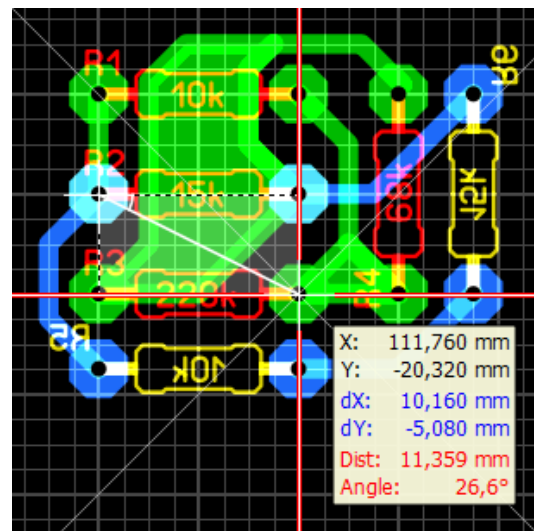 R1
10k
R6
R2
15k
68k
12k
R3
220k
R4
R5
10k
X: 111,760 mm
Y: -20,320 mm
dX: 10,160 mm
dY: -5,080 mm
Dist: 11,359 mm
Angle: 26,6°